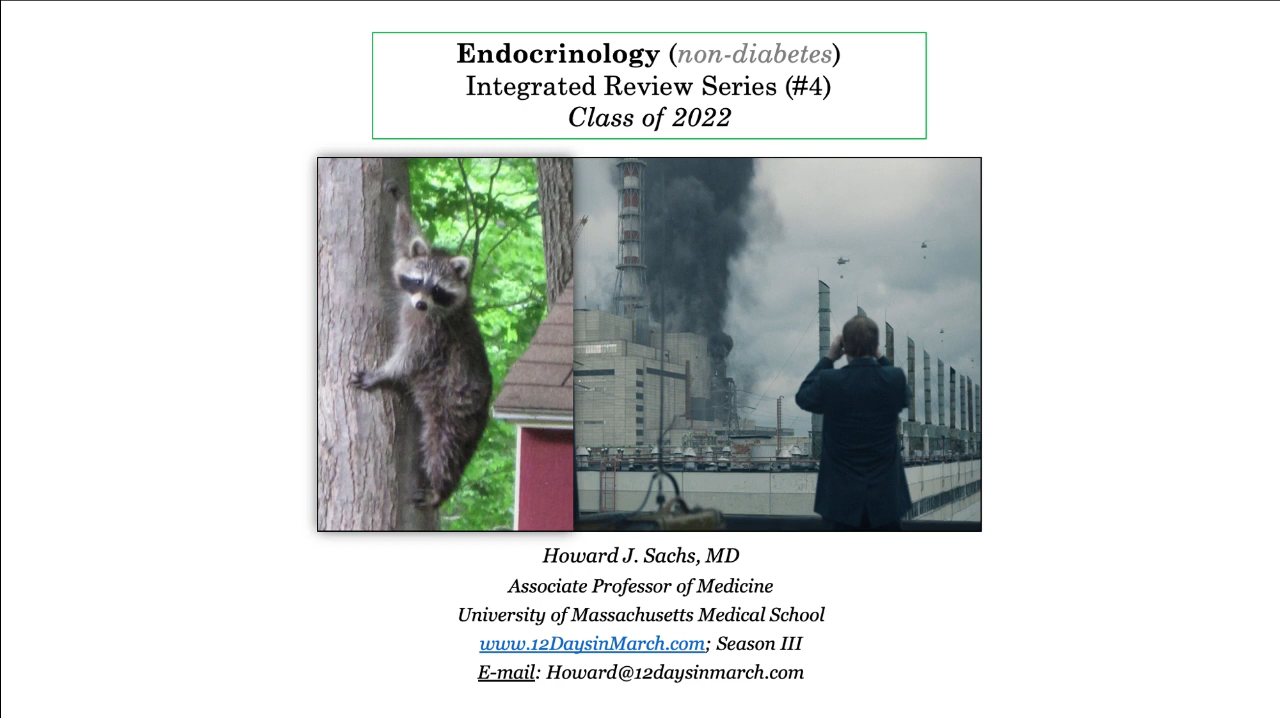 Endocrinology (non-diabetes)
Integrated Review Series (#4)
Class of 2022
Howard J. Sachs, MD
Associate Professor of Medicine
University of Massachusetts Medical School
www.12DaysinMarch.com; Season III
E-mail: Howard@12daysinmarch.com